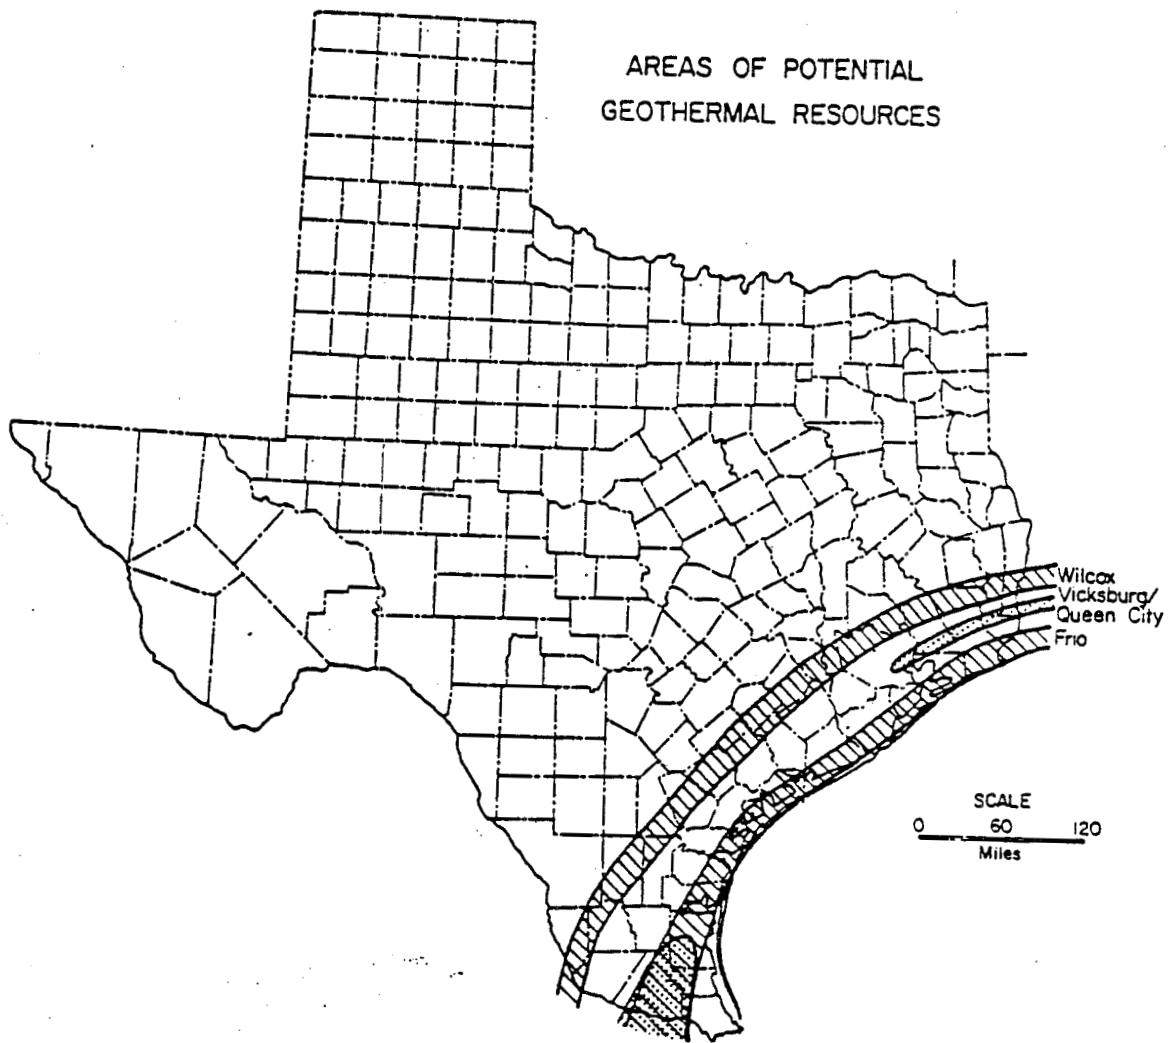 AREAS OF POTENTIAL
GEOTHERMAL RESOURCES
Wilcox
Vicksburg/
Queen City
Frio
SCALE
0 60 120
Miles